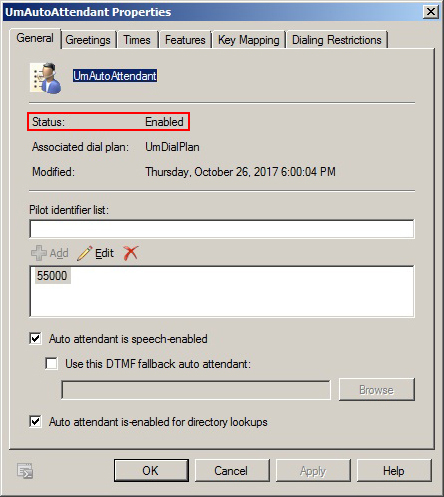 UmAutoAttendant Properties
General Greetings Times Features Key Mapping Dialing Restrictions
UmAutoAttendant
Status: Enabled
Associated dial plan: UmDialPlan
Modified: Thursday, October 26, 2017 6:00:04 PM
Pilot identifier list:
Add Edit
55000
Auto attendant is speech-enabled
Use this DTMF fallback auto attendant:
Browse
Auto attendant is-enabled for directory lookups
OK Cancel Apply Help